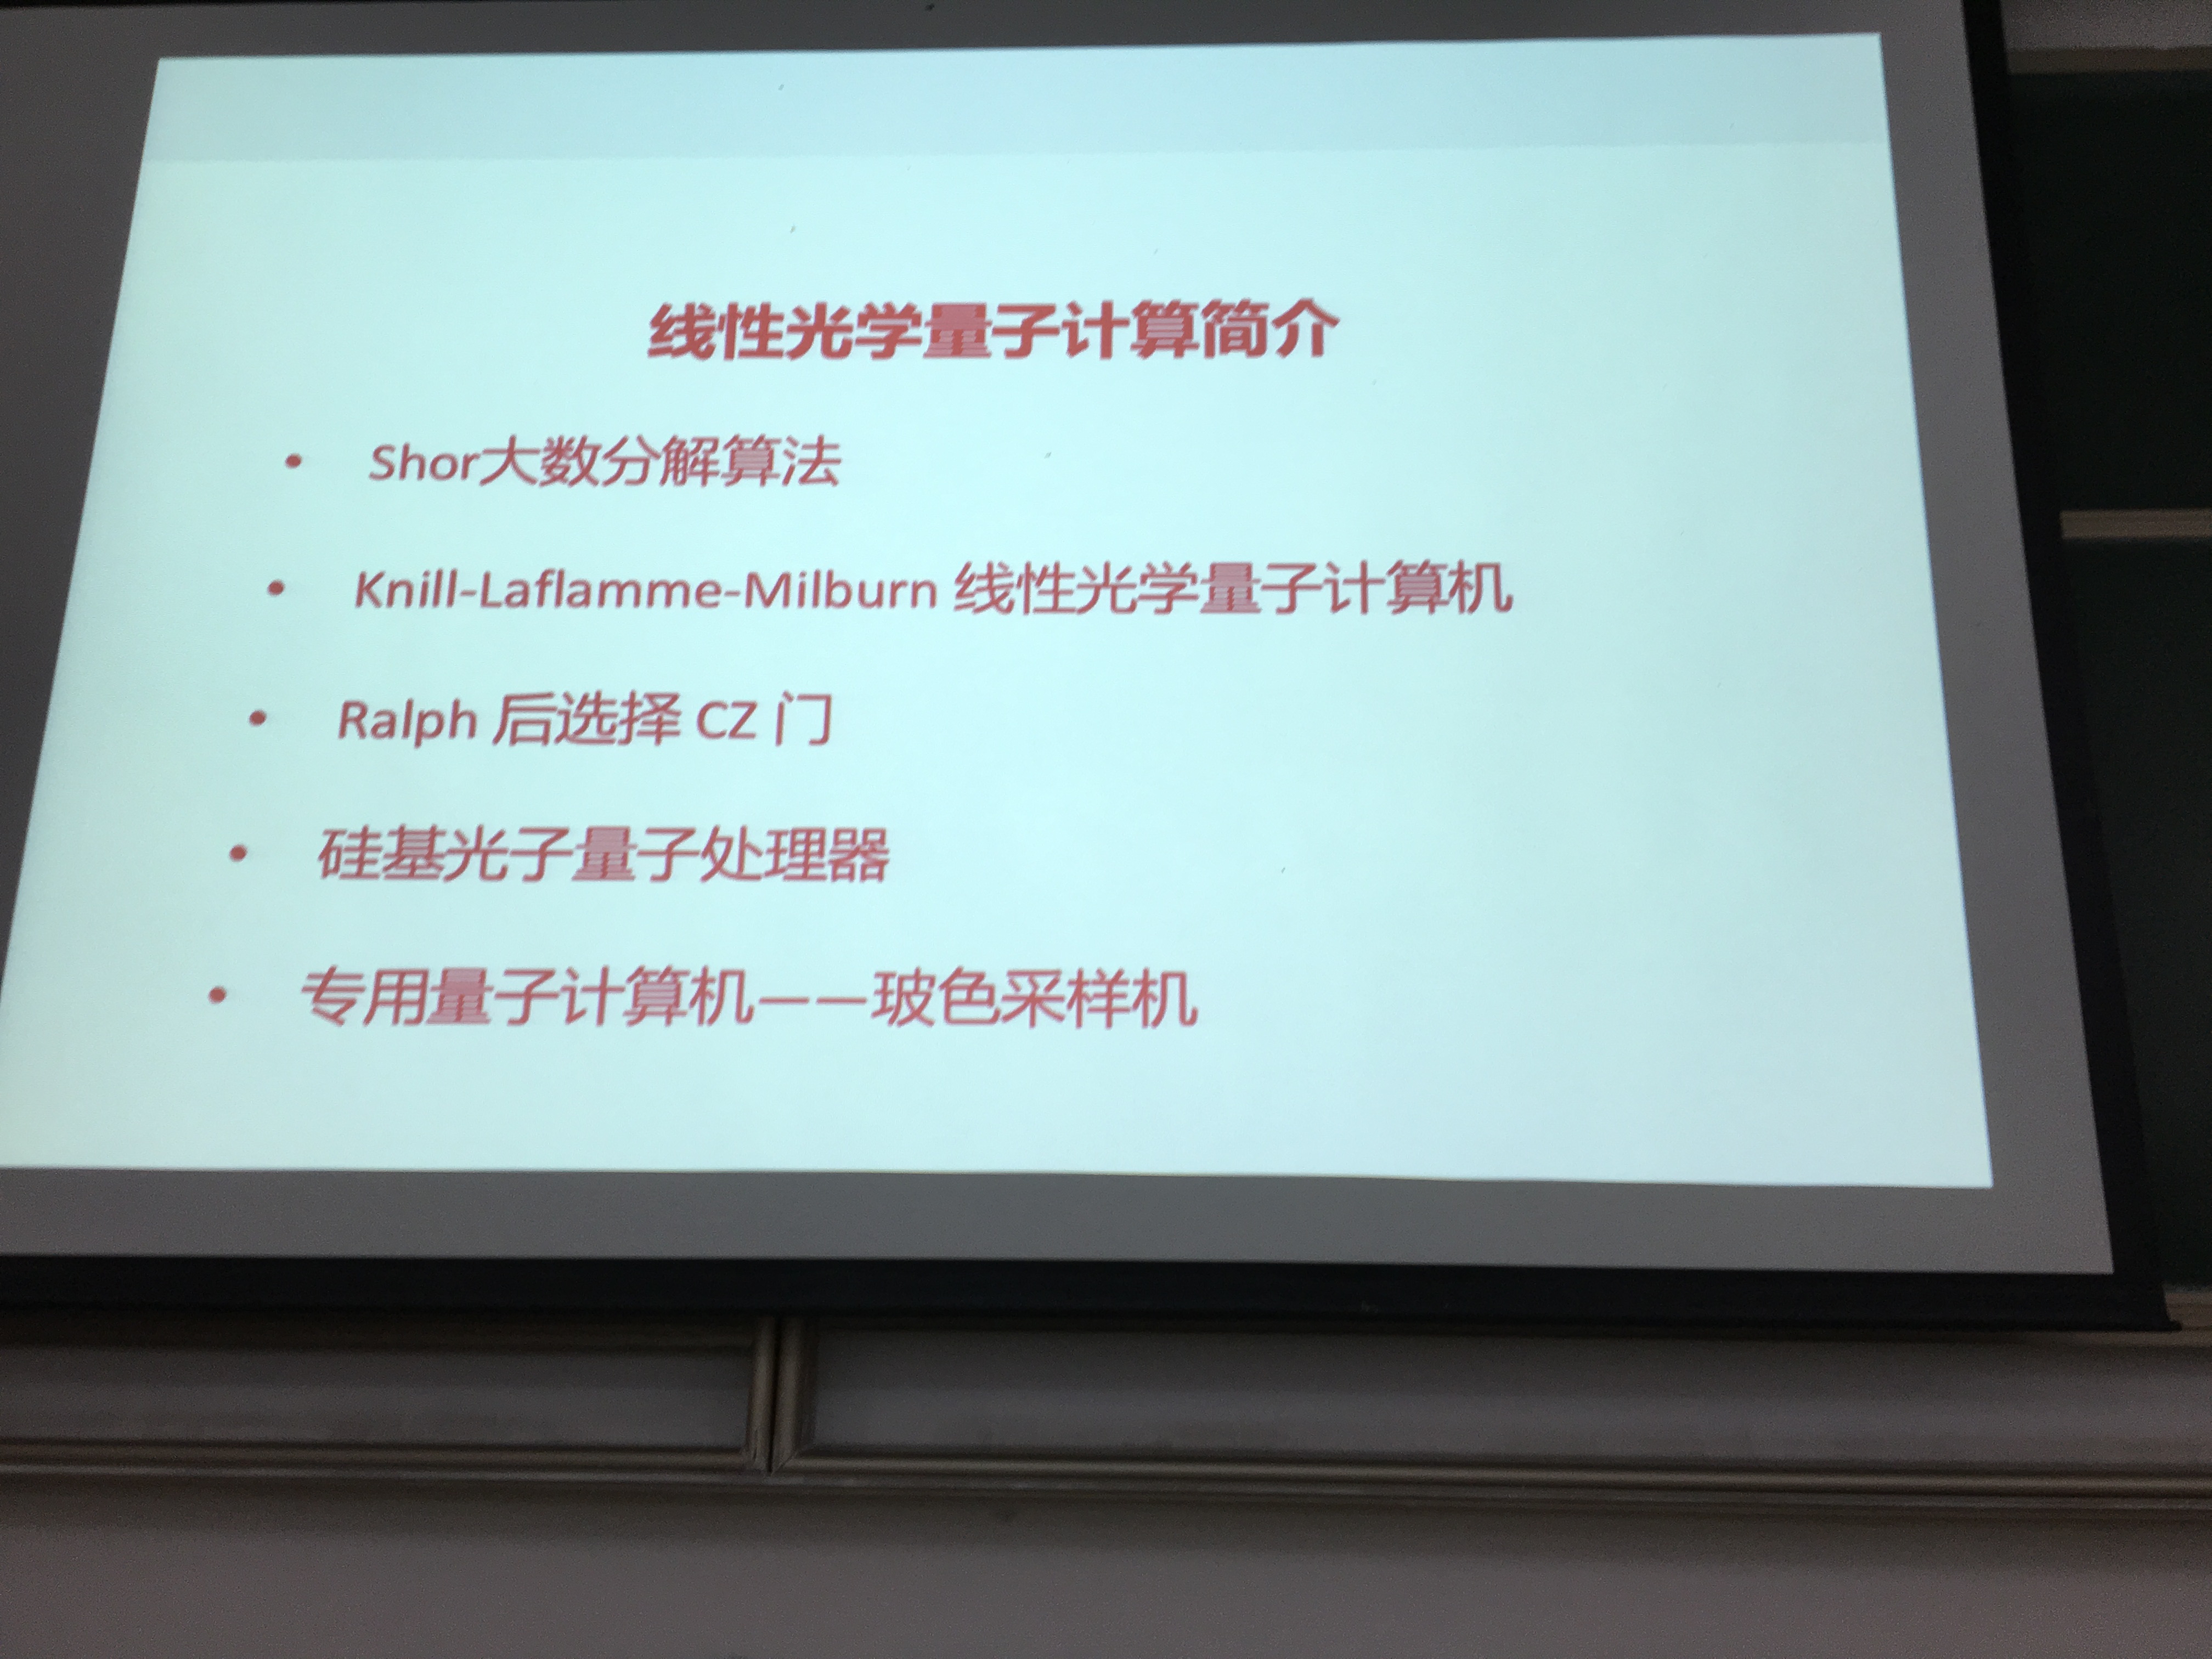 线性光学量子计算简介
• Shor大数分解算法
• Knill-Laflamme-Milburn 线性光学量子计算机
• Ralph 后选择 CZ 门
• 硅基光子量子处理器
• 专用量子计算机——玻色采样机